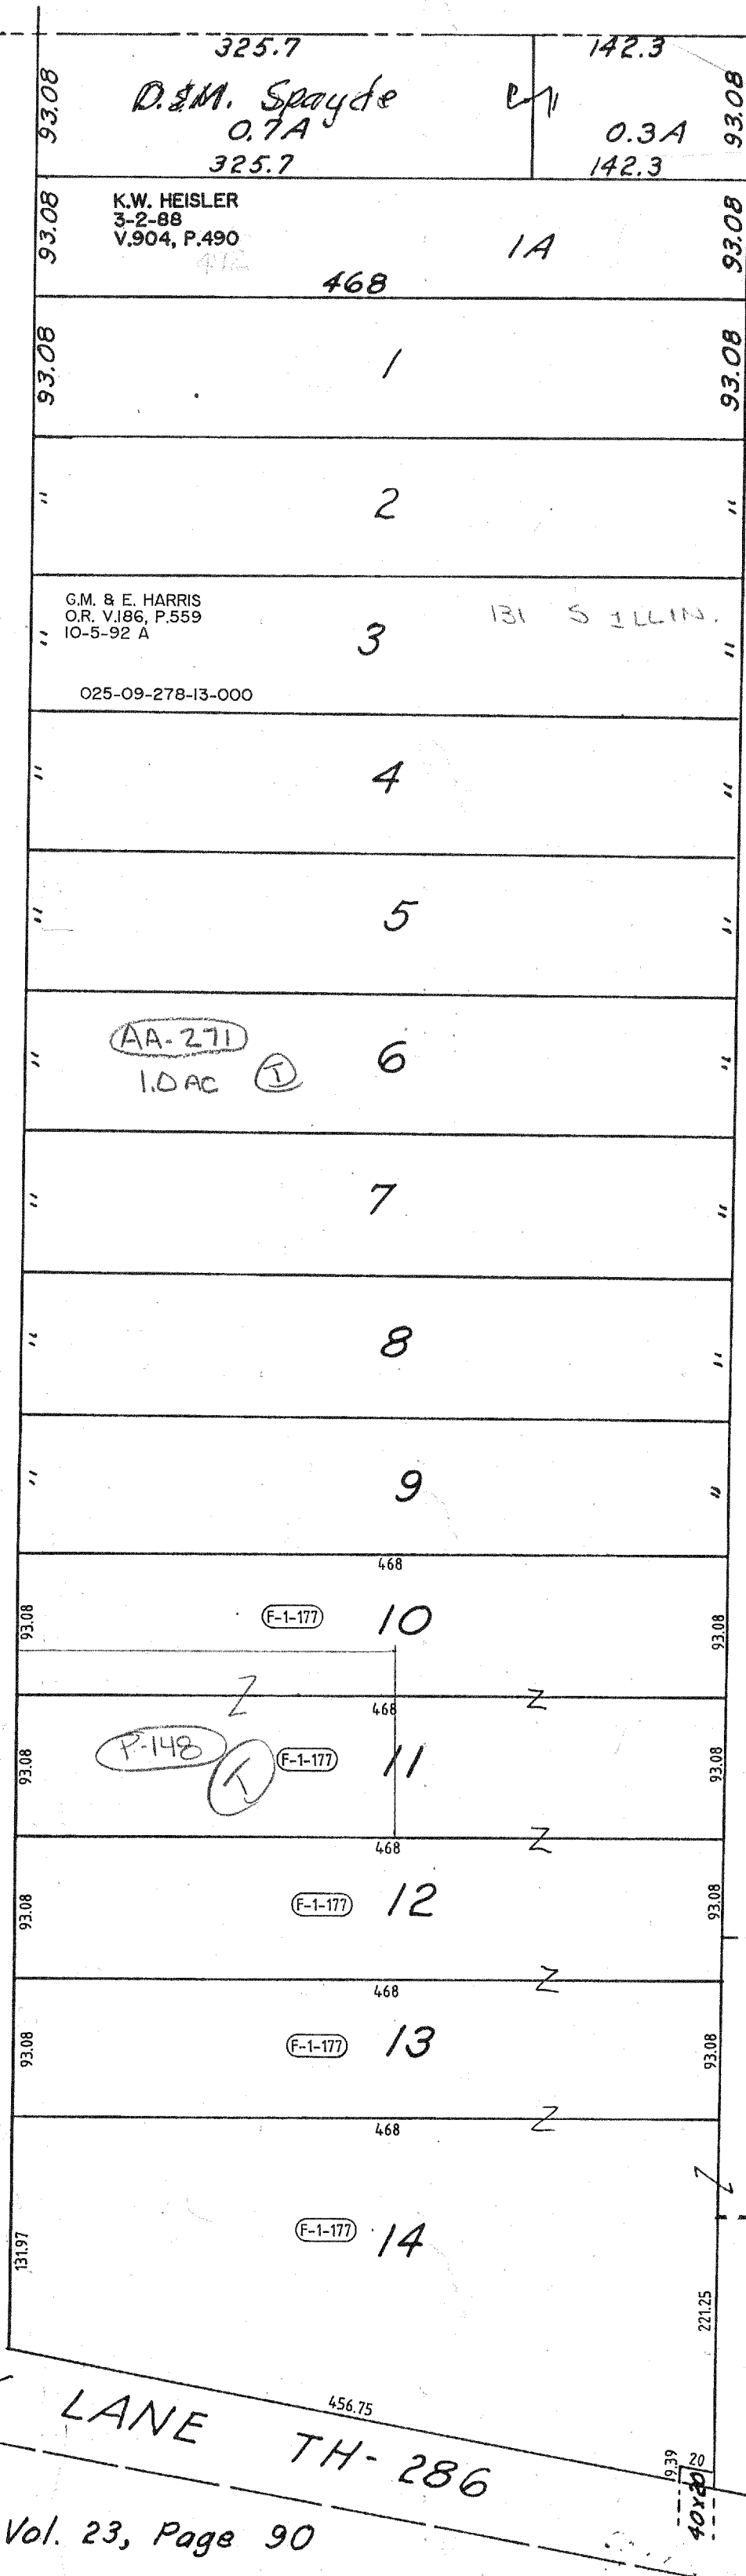 325.7 142.3
93.08 D.&M. Spayde 93.08
0.7A 0.3A
325.7 142.3
93.08 K.W. HEISLER 93.08
3-2-88
V.904, P.490 1A
468
93.08 1 93.08
" 2 "
G.M. & E. HARRIS 131 S ILLIN.
O.R. V.186, P.559
" 10-5-92 A 3 "
025-09-278-13-000
" 4 "
" 5 "
AA-271
" 6 "
1.0 AC T
" 7 "
" 8 "
" 9 "
468
93.08 F-1-177 10 93.08
Z
468 Z
P-148
93.08 T F-1-177 11 93.08
468 Z
93.08 F-1-177 12 93.08
468 Z
93.08 F-1-177 13 93.08
468 Z
Z
131.97 F-1-177 14
221.25
456.75
LANE TH-286
9.39 20
40x20
Vol. 23, Page 90